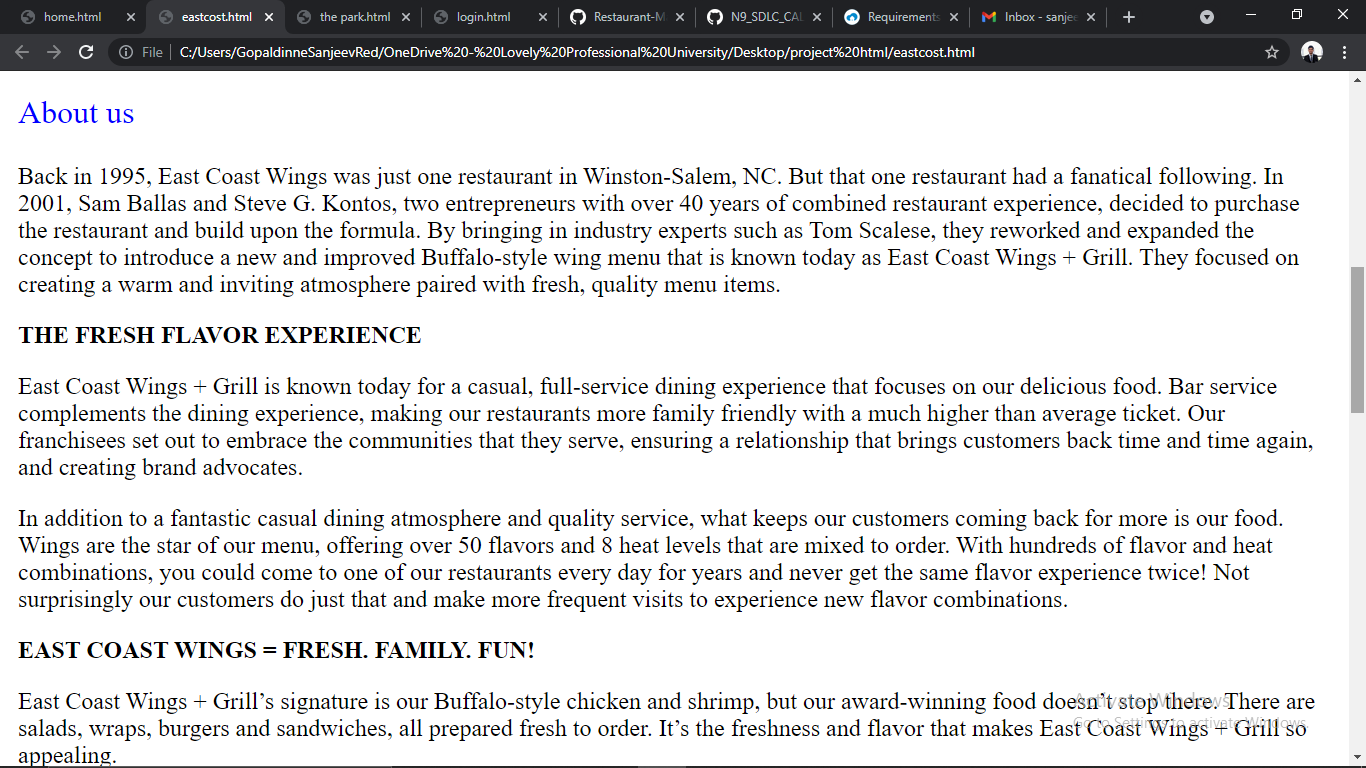 home.html
eastcost.html
the park.html
login.html
Restaurant-M
N9_SDLC_CAL
Requirements
Inbox - sanjee
File
C:/Users/GopaldinneSanjeevRed/OneDrive%20-%20Lovely%20Professional%20University/Desktop/project%20html/eastcost.html
About us
Back in 1995, East Coast Wings was just one restaurant in Winston-Salem, NC. But that one restaurant had a fanatical following. In
2001, Sam Ballas and Steve G. Kontos, two entrepreneurs with over 40 years of combined restaurant experience, decided to purchase
the restaurant and build upon the formula. By bringing in industry experts such as Tom Scalese, they reworked and expanded the
concept to introduce a new and improved Buffalo-style wing menu that is known today as East Coast Wings + Grill. They focused on
creating a warm and inviting atmosphere paired with fresh, quality menu items.
THE FRESH FLAVOR EXPERIENCE
East Coast Wings + Grill is known today for a casual, full-service dining experience that focuses on our delicious food. Bar service
complements the dining experience, making our restaurants more family friendly with a much higher than average ticket. Our
franchisees set out to embrace the communities that they serve, ensuring a relationship that brings customers back time and time again,
and creating brand advocates.
In addition to a fantastic casual dining atmosphere and quality service, what keeps our customers coming back for more is our food.
Wings are the star of our menu, offering over 50 flavors and 8 heat levels that are mixed to order. With hundreds of flavor and heat
combinations, you could come to one of our restaurants every day for years and never get the same flavor experience twice! Not
surprisingly our customers do just that and make more frequent visits to experience new flavor combinations.
EAST COAST WINGS = FRESH. FAMILY. FUN!
East Coast Wings + Grill’s signature is our Buffalo-style chicken and shrimp, but our award-winning food doesn’t stop there. There are
salads, wraps, burgers and sandwiches, all prepared fresh to order. It’s the freshness and flavor that makes East Coast Wings + Grill so
appealing.
Activate Windows
Go to Settings to activate Windows.